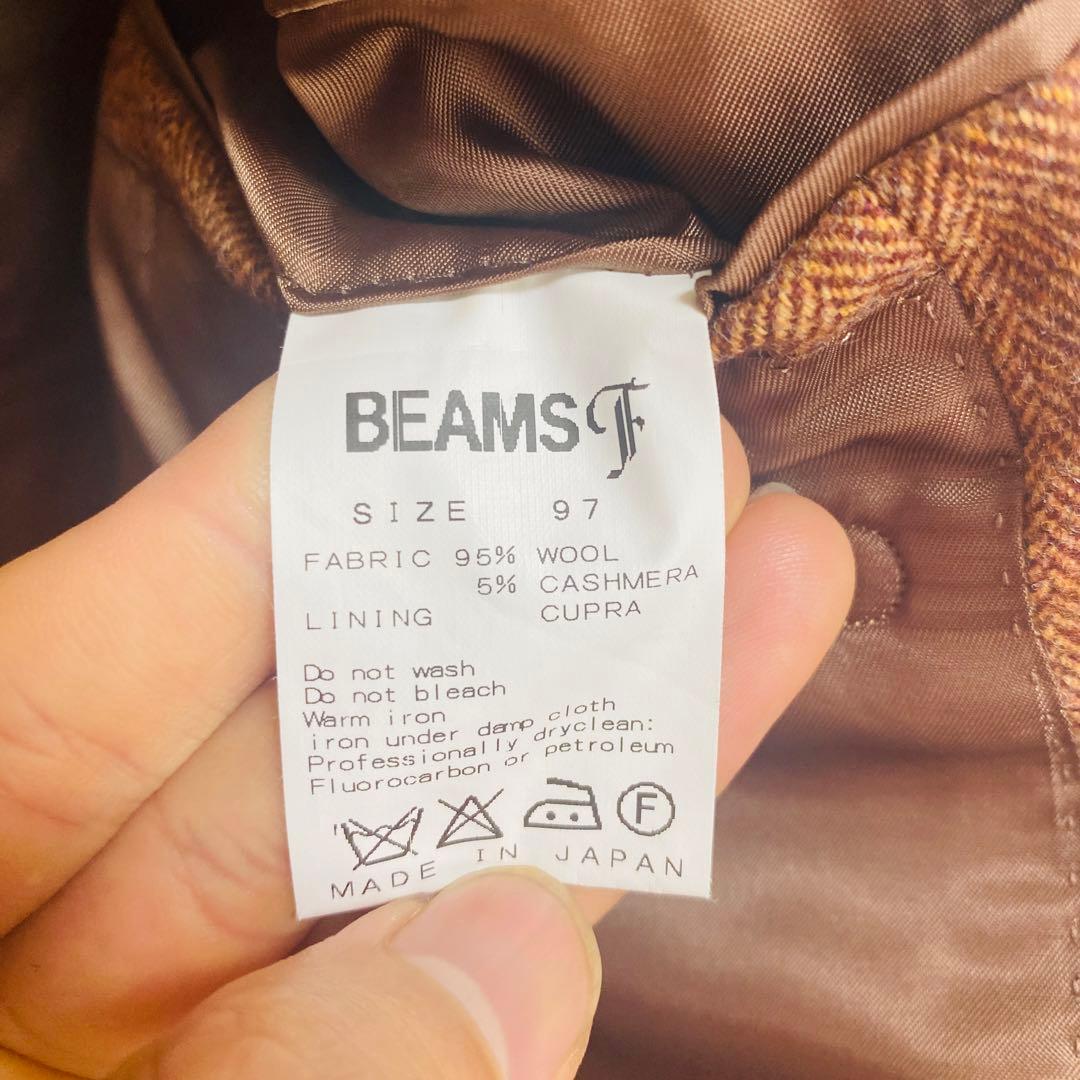 BEAMS F
SIZE 97
FABRIC 95% WOOL
5% CASHMERA
LINING CUPRA
Do not wash
Do not bleach
Warm iron
iron under damp cloth
Professionally dryclean:
Fluorocarbon or petroleum
F
MADE IN JAPAN